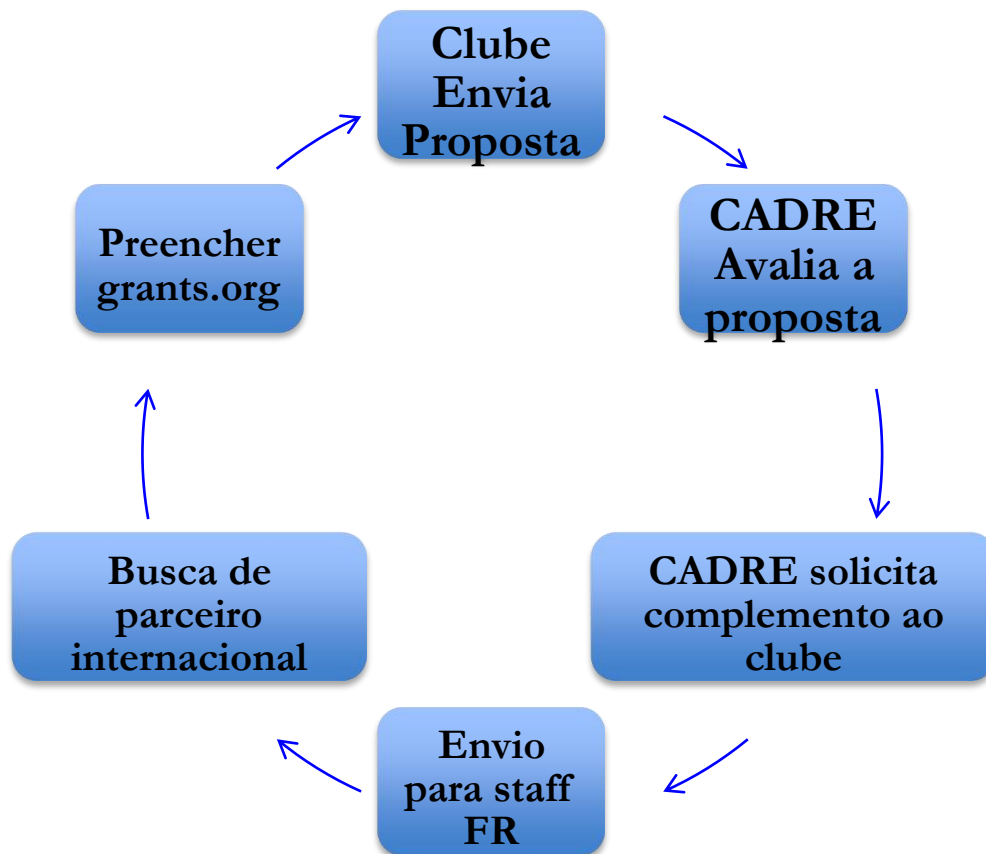 Clube
Envia
Proposta
CADRE
Avalia a
proposta
CADRE solicita
complemento ao
clube
Envio
para staff
FR
Busca de
parceiro
internacional
Preencher
grants.org